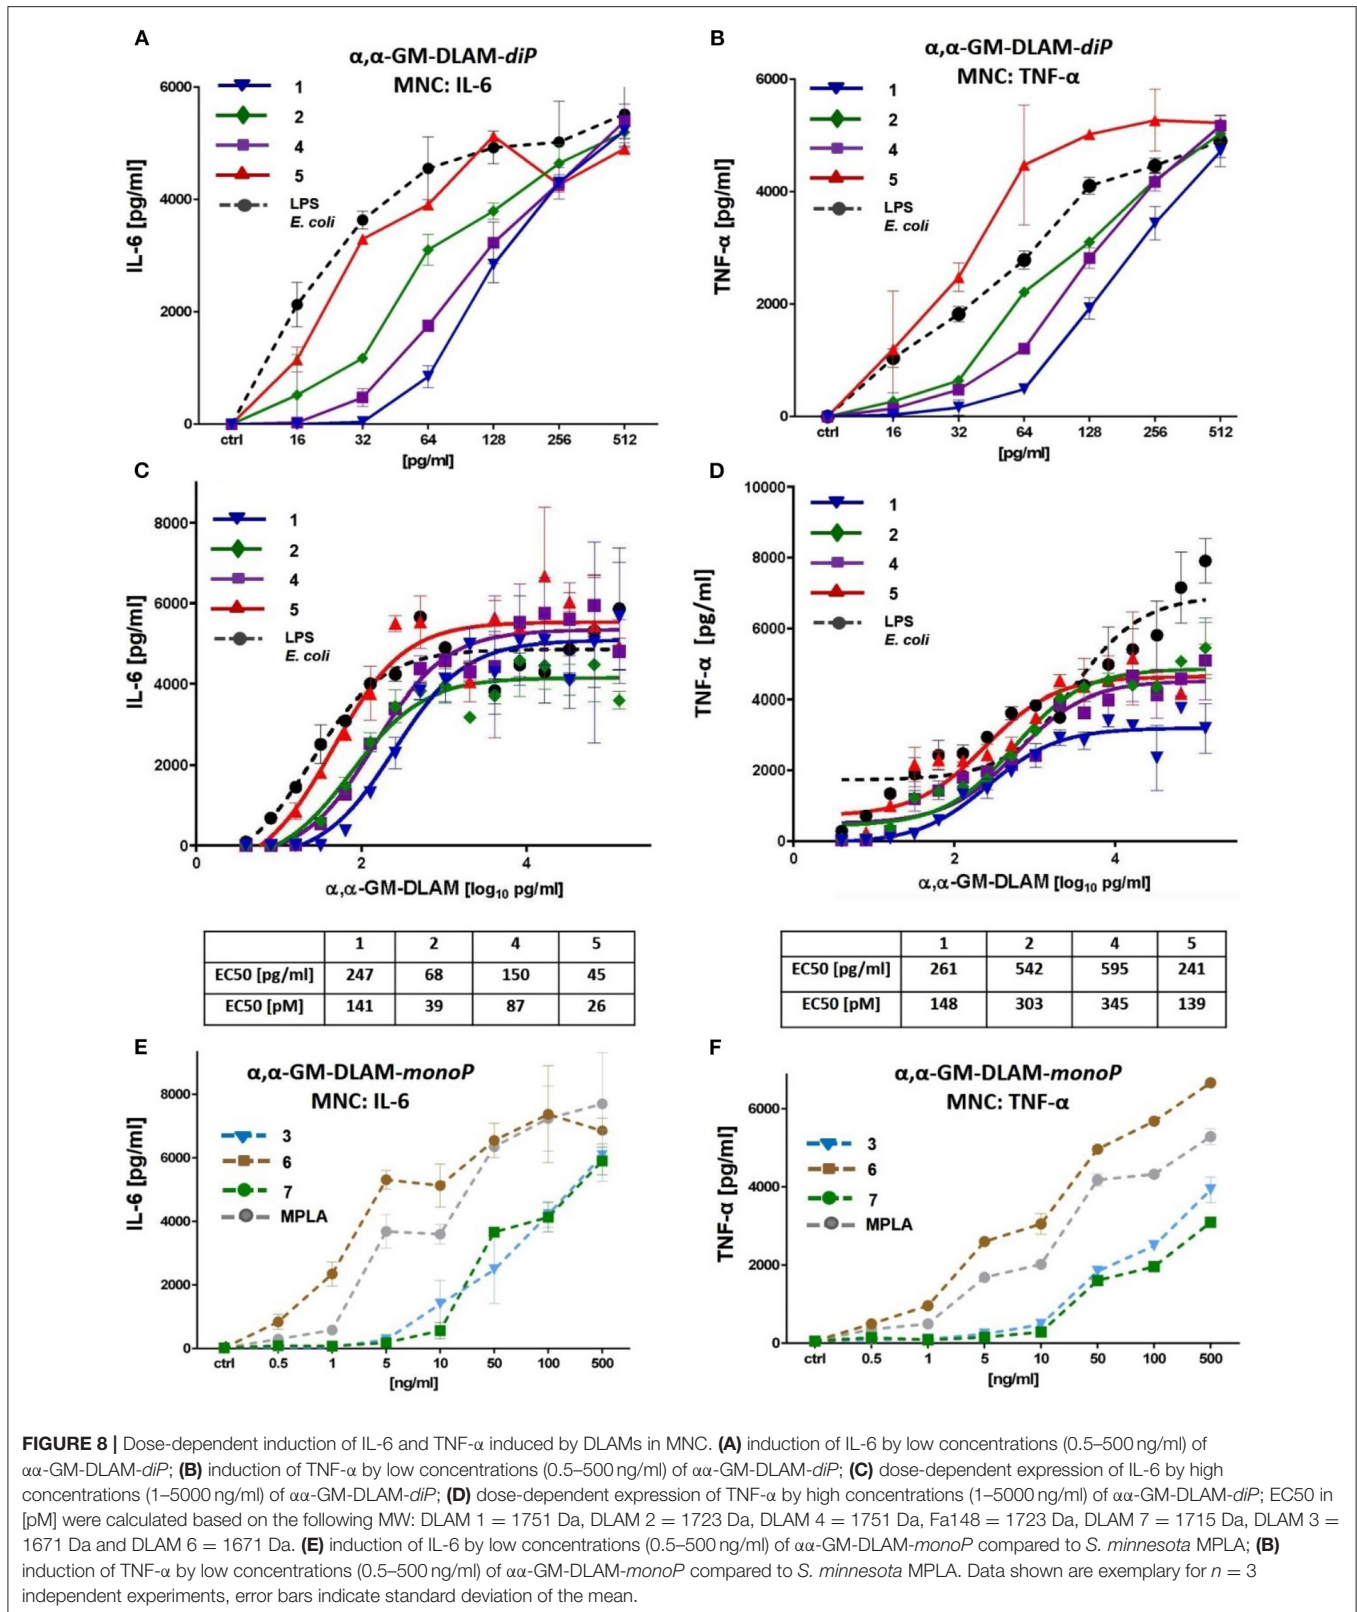 A
α,α-GM-DLAM-diP
MNC: IL-6
IL-6 [pg/ml]
6000
4000
2000
0
1
2
4
5
LPS
E. coli
ctrl 16 32 64 128 256 512
[pg/ml]
B
α,α-GM-DLAM-diP
MNC: TNF-α
TNF-α [pg/ml]
6000
4000
2000
0
1
2
4
5
LPS
E. coli
ctrl 16 32 64 128 256 512
[pg/ml]
C
IL-6 [pg/ml]
8000
6000
4000
2000
0
1
2
4
5
LPS
E. coli
0 2 4
α,α-GM-DLAM [log10 pg/ml]
D
TNF-α [pg/ml]
10000
8000
6000
4000
2000
0
1
2
4
5
LPS
E. coli
0 2 4
α,α-GM-DLAM [log10 pg/ml]
1 2 4 5
EC50 [pg/ml] 247 68 150 45
EC50 [pM] 141 39 87 26
1 2 4 5
EC50 [pg/ml] 261 542 595 241
EC50 [pM] 148 303 345 139
E
α,α-GM-DLAM-monoP
MNC: IL-6
IL-6 [pg/ml]
8000
6000
4000
2000
0
3
6
7
MPLA
ctrl 0.5 1 5 10 50 100 500
[ng/ml]
F
α,α-GM-DLAM-monoP
MNC: TNF-α
TNF-α [pg/ml]
6000
4000
2000
0
3
6
7
MPLA
ctrl 0.5 1 5 10 50 100 500
[ng/ml]
FIGURE 8 | Dose-dependent induction of IL-6 and TNF-α induced by DLAMs in MNC. (A) induction of IL-6 by low concentrations (0.5–500 ng/ml) of
αα-GM-DLAM-diP; (B) induction of TNF-α by low concentrations (0.5–500 ng/ml) of αα-GM-DLAM-diP; (C) dose-dependent expression of IL-6 by high
concentrations (1–5000 ng/ml) of αα-GM-DLAM-diP; (D) dose-dependent expression of TNF-α by high concentrations (1–5000 ng/ml) of αα-GM-DLAM-diP; EC50 in
[pM] were calculated based on the following MW: DLAM 1 = 1751 Da, DLAM 2 = 1723 Da, DLAM 4 = 1751 Da, Fa148 = 1723 Da, DLAM 7 = 1715 Da, DLAM 3 =
1671 Da and DLAM 6 = 1671 Da. (E) induction of IL-6 by low concentrations (0.5–500 ng/ml) of αα-GM-DLAM-monoP compared to S. minnesota MPLA; (B)
induction of TNF-α by low concentrations (0.5–500 ng/ml) of αα-GM-DLAM-monoP compared to S. minnesota MPLA. Data shown are exemplary for n = 3
independent experiments, error bars indicate standard deviation of the mean.